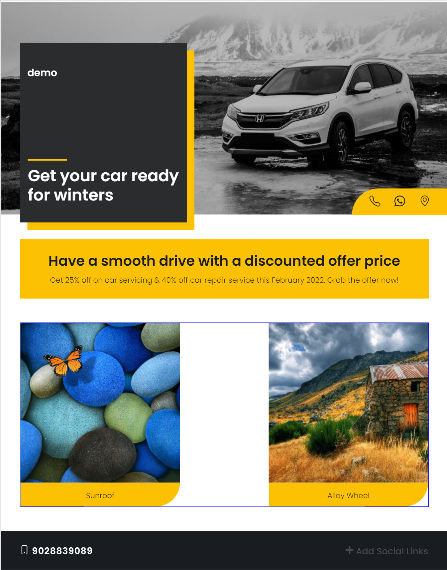 demo
Get your car ready
for winters
Have a smooth drive with a discounted offer price
Get 25% off on car servicing & 40% off car repair service this February 2022. Grab the offer now!
Sunroof
Alloy Wheel
9028839089
Add Social Links